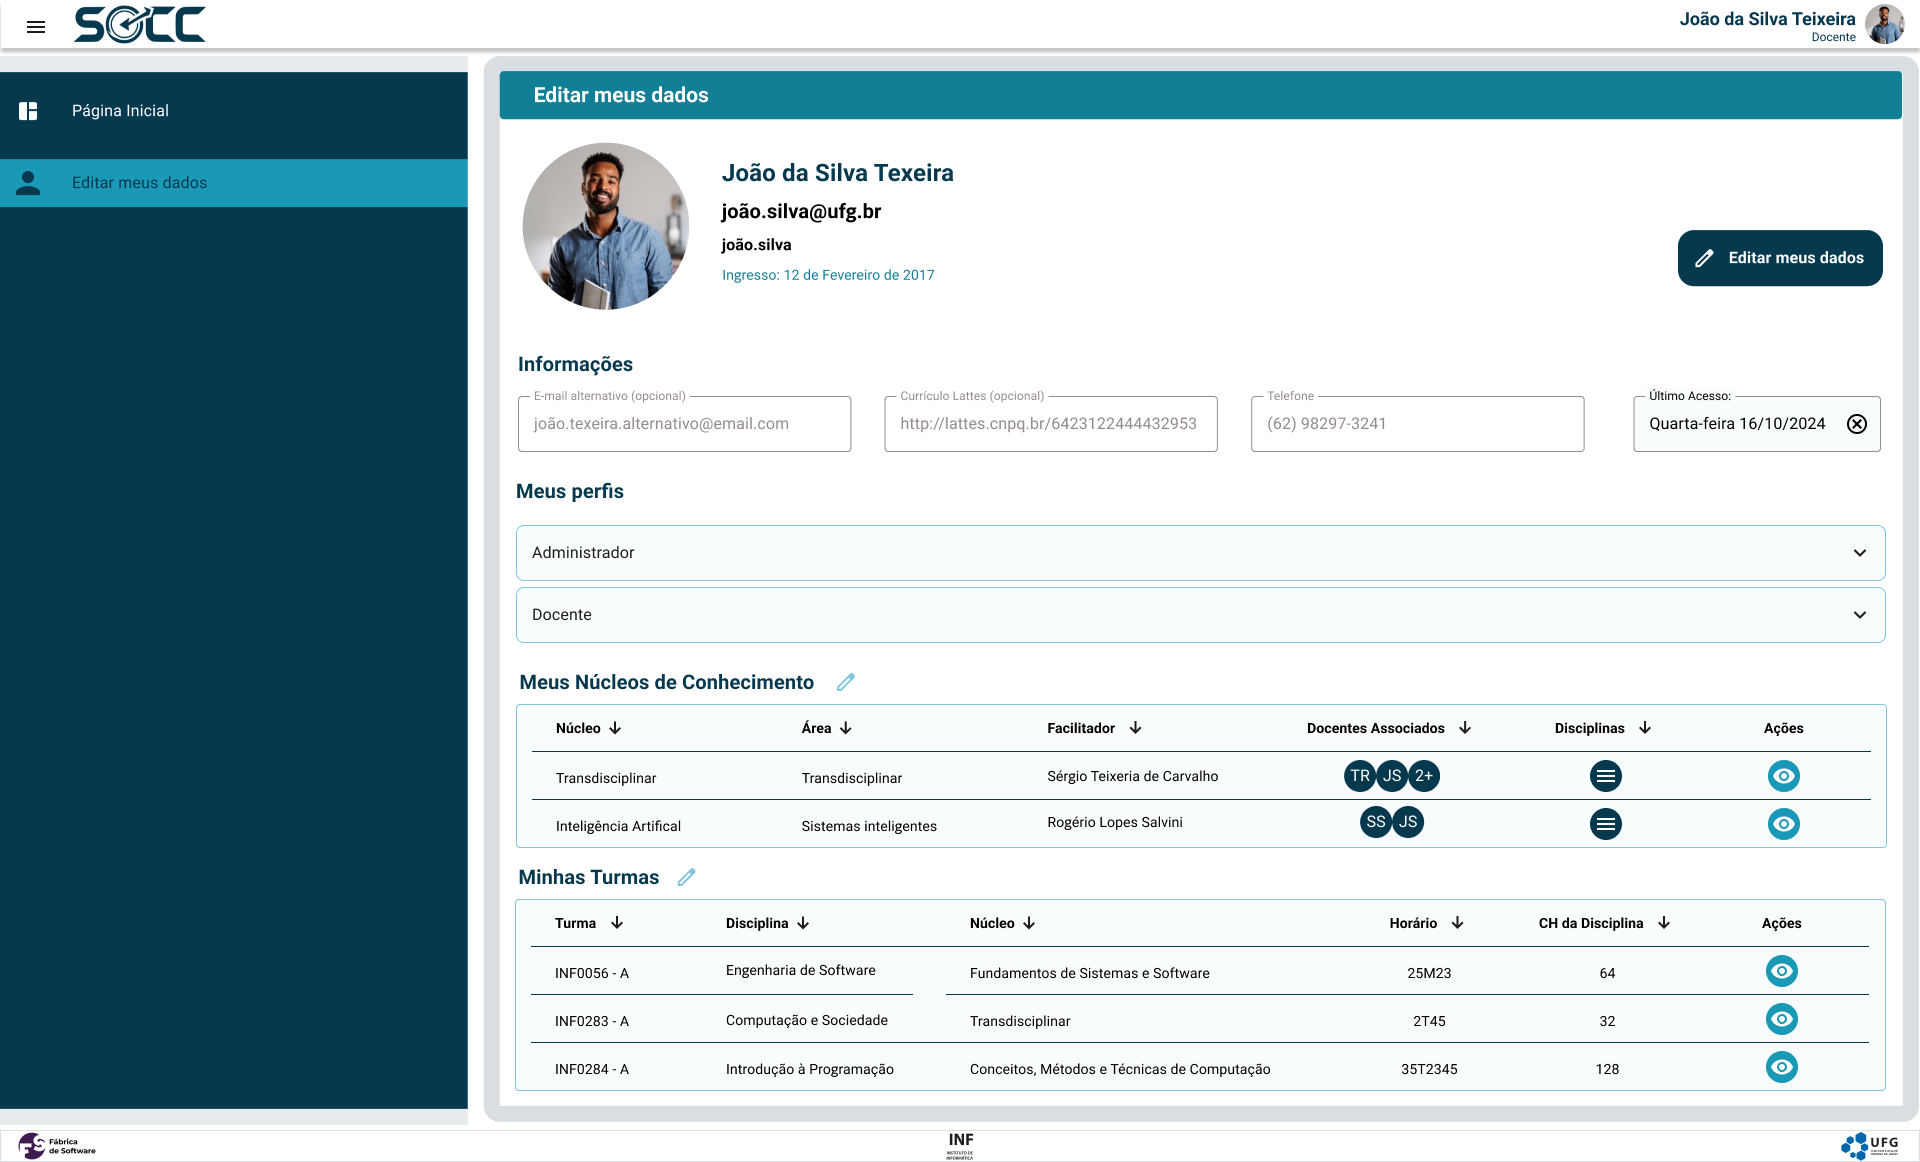 SOCC
João da Silva Teixeira
Docente
Página Inicial
Editar meus dados
Editar meus dados
João da Silva Texeira
joão.silva@ufg.br
joão.silva
Ingresso: 12 de Fevereiro de 2017
Editar meus dados
Informações
E-mail alternativo (opcional)
joão.texeira.alternativo@email.com
Currículo Lattes (opcional)
http://lattes.cnpq.br/6423122444432953
Telefone
(62) 98297-3241
Último Acesso:
Quarta-feira 16/10/2024
Meus perfis
Administrador
Docente
Meus Núcleos de Conhecimento
Núcleo Área Facilitador Docentes Associados Disciplinas Ações
Transdisciplinar Transdisciplinar Sérgio Teixeria de Carvalho TR JS 2+
Inteligência Artifical Sistemas inteligentes Rogério Lopes Salvini SS JS
Minhas Turmas
Turma Disciplina Núcleo Horário CH da Disciplina Ações
INF0056 - A Engenharia de Software Fundamentos de Sistemas e Software 25M23 64
INF0283 - A Computação e Sociedade Transdisciplinar 2T45 32
INF0284 - A Introdução à Programação Conceitos, Métodos e Técnicas de Computação 35T2345 128
FS
Fábrica
de Software
INF
INSTITUTO DE
INFORMÁTICA
UFG